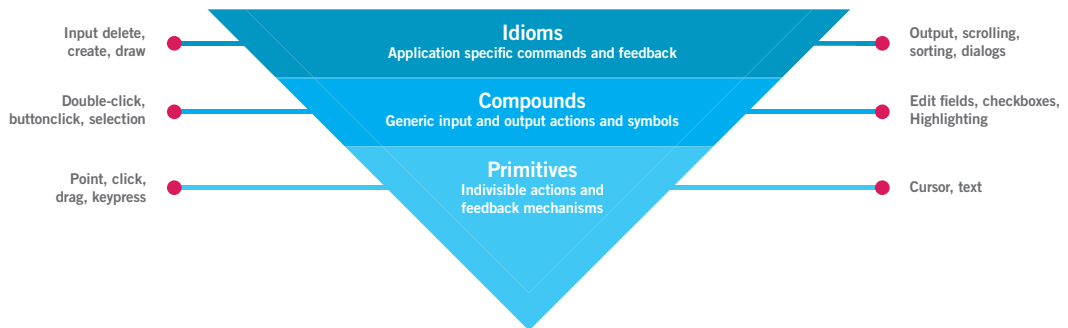 Input delete,
create, draw
Idioms
Application specific commands and feedback
Output, scrolling,
sorting, dialogs
Double-click,
buttonclick, selection
Compounds
Generic input and output actions and symbols
Edit fields, checkboxes,
Highlighting
Point, click,
drag, keypress
Primitives
Indivisible actions and
feedback mechanisms
Cursor, text